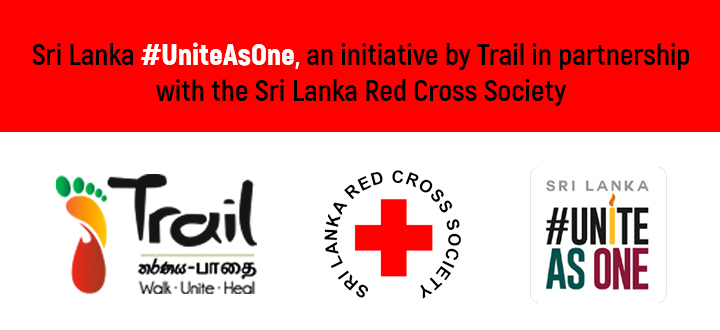 Sri Lanka #UniteAsOne, an initiative by Trail in partnership
with the Sri Lanka Red Cross Society
Trail
තරණය-பாதை
Walk · Unite · Heal
SRI LANKA RED CROSS SOCIETY
SRI LANKA
#UNITE
AS ONE